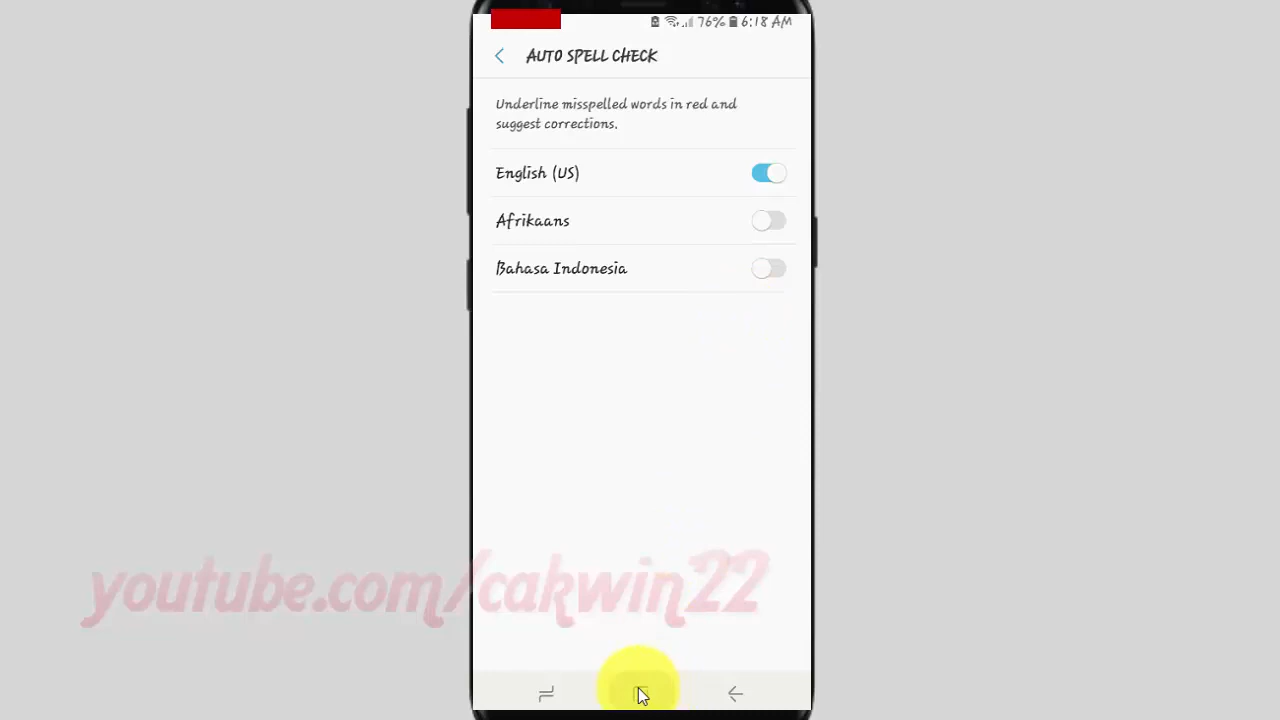 76% 6:18 AM
AUTO SPELL CHECK
Underline misspelled words in red and
suggest corrections.
English (US)
Afrikaans
Bahasa Indonesia
youtube.com/cakwin22